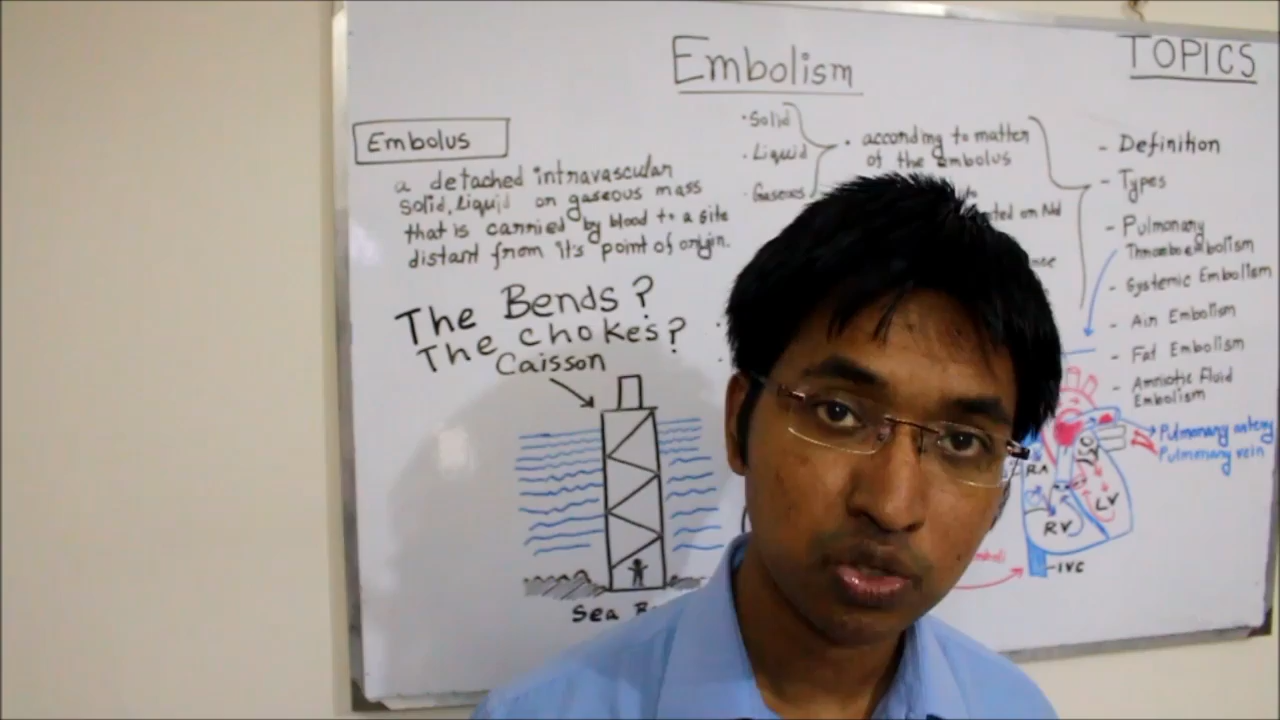 Embolism
TOPICS
Embolus
a detached intravascular
solid, liquid or gaseous mass
that is carried by blood to a site
distant from it's point of origin.
The Bends?
The chokes?
Caisson
Sea
• Solid
• Liquid
• Gaseous
• according to matter
of the embolus
on Nd
- Definition
- Types
- Pulmonary
Thromboembolism
- Systemic Embolism
- Air Embolism
- Fat Embolism
- Amniotic Fluid
Embolism
Pulmonary artery
Pulmonary vein
RA
LV
RV
IVC